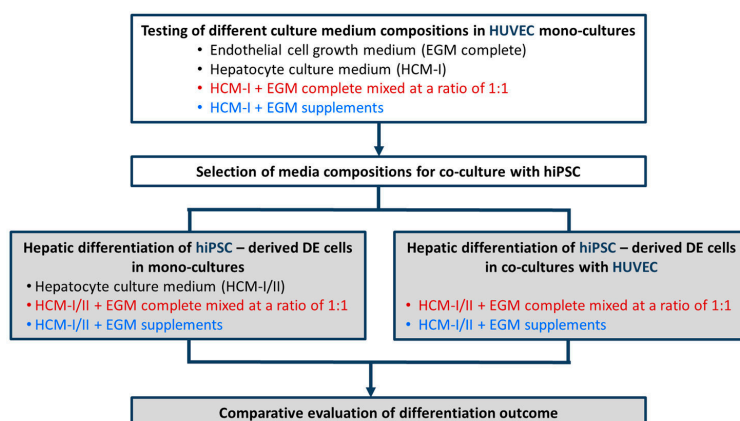 Testing of different culture medium compositions in HUVEC mono-cultures
• Endothelial cell growth medium (EGM complete)
• Hepatocyte culture medium (HCM-I)
• HCM-I + EGM complete mixed at a ratio of 1:1
• HCM-I + EGM supplements
Selection of media compositions for co-culture with hiPSC
Hepatic differentiation of hiPSC – derived DE cells
in mono-cultures
• Hepatocyte culture medium (HCM-I/II)
• HCM-I/II + EGM complete mixed at a ratio of 1:1
• HCM-I/II + EGM supplements
Hepatic differentiation of hiPSC – derived DE cells
in co-cultures with HUVEC
• HCM-I/II + EGM complete mixed at a ratio of 1:1
• HCM-I/II + EGM supplements
Comparative evaluation of differentiation outcome